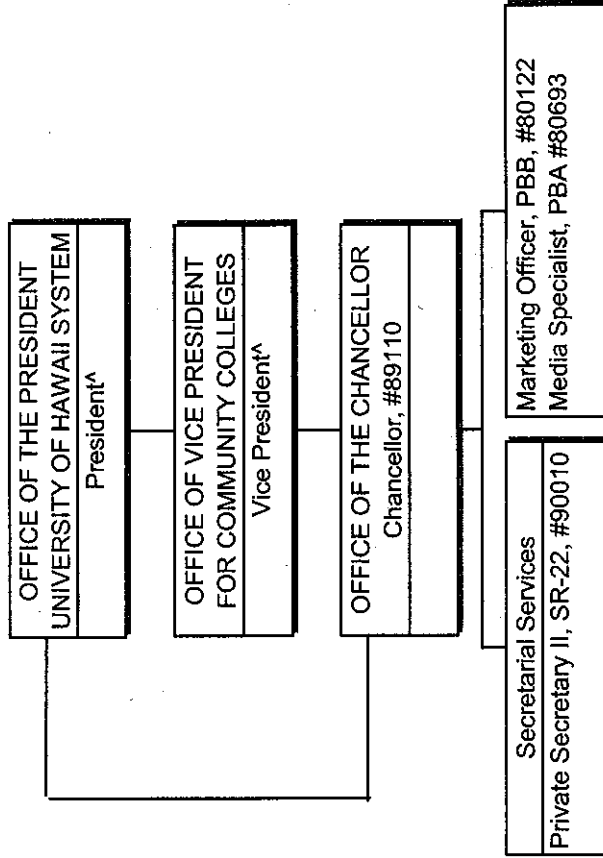 OFFICE OF THE PRESIDENT
UNIVERSITY OF HAWAII SYSTEM
President^
OFFICE OF VICE PRESIDENT
FOR COMMUNITY COLLEGES
Vice President^
OFFICE OF THE CHANCELLOR
Chancellor, #89110
Secretarial Services
Private Secretary II, SR-22, #90010
Marketing Officer, PBB, #80122
Media Specialist, PBA #80693